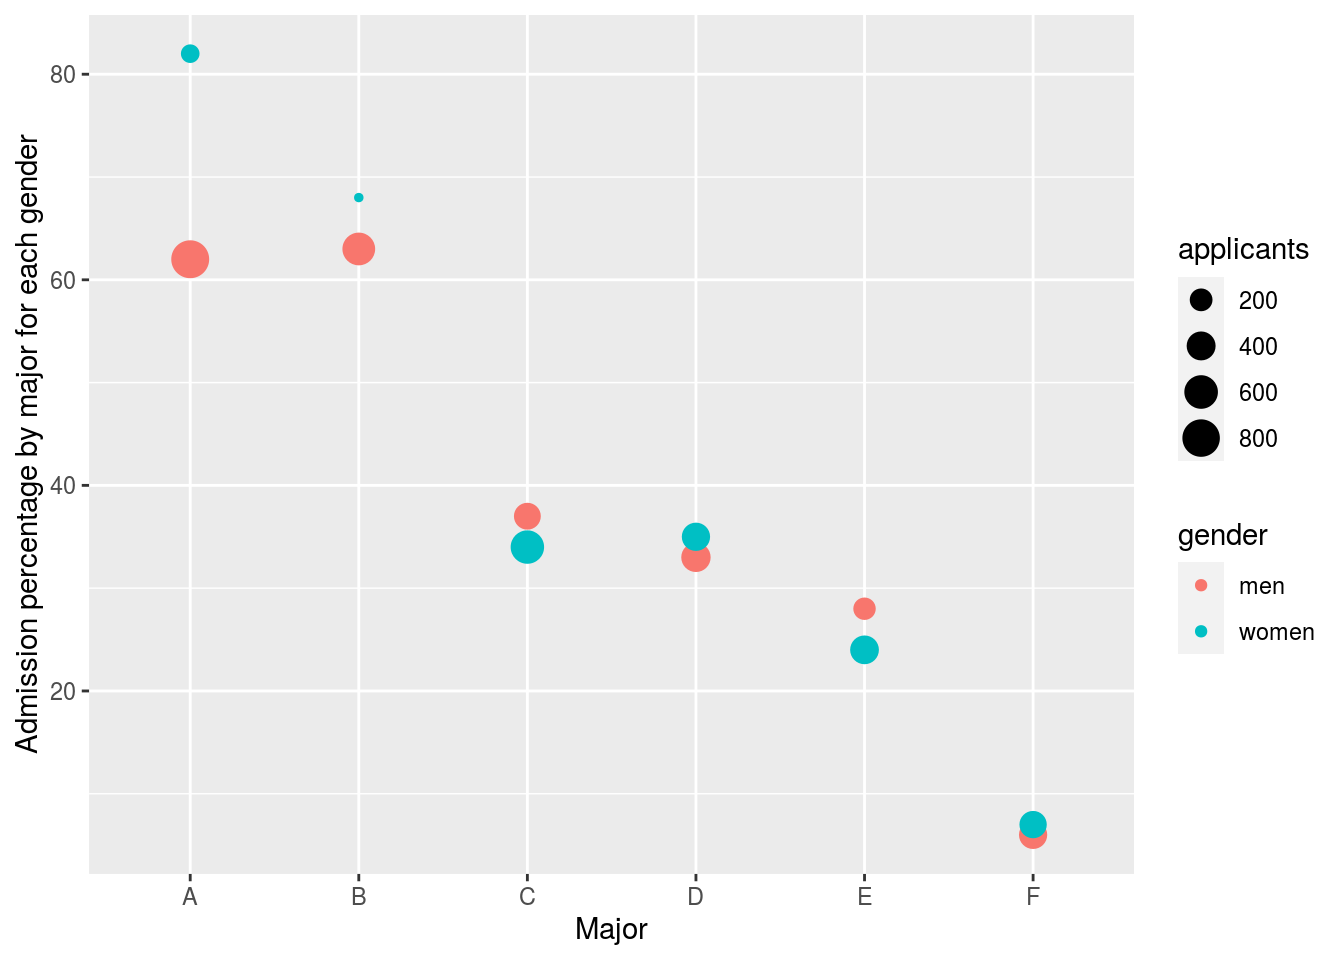 Admission percentage by major for each gender
80
60
40
20
A B C D E F
Major
applicants
200
400
600
800
gender
men
women